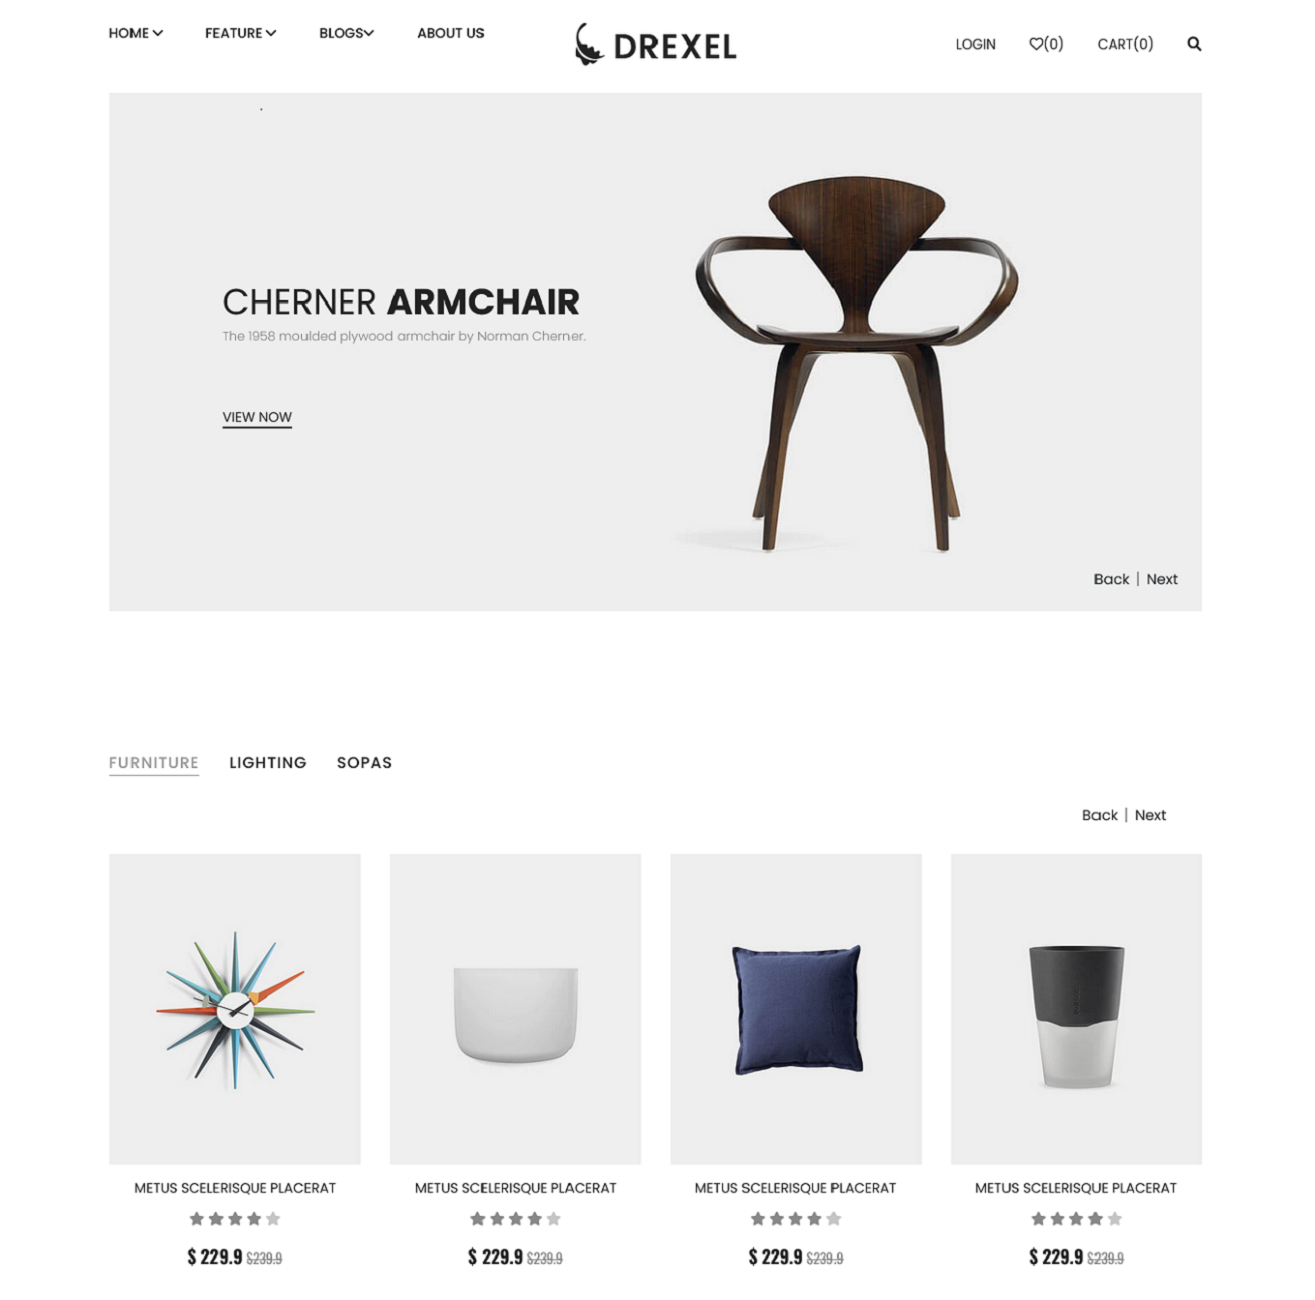 HOME FEATURE BLOGS ABOUT US DREXEL LOGIN (0) CART(0)
CHERNER ARMCHAIR
The 1958 moulded plywood armchair by Norman Cherner.
VIEW NOW
Back | Next
FURNITURE LIGHTING SOPAS
Back | Next
METUS SCELERISQUE PLACERAT METUS SCELERISQUE PLACERAT METUS SCELERISQUE PLACERAT METUS SCELERISQUE PLACERAT
$ 229.9 $239.9 $ 229.9 $239.9 $ 229.9 $239.9 $ 229.9 $239.9